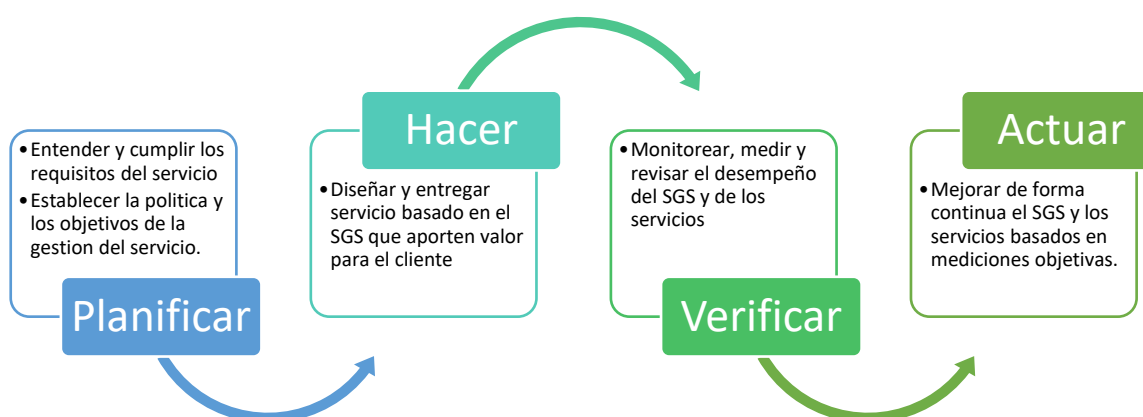 • Entender y cumplir los
requisitos del servicio
• Establecer la politica y
los objetivos de la
gestion del servicio.
Planificar
Hacer
• Diseñar y entregar
servicio basado en el
SGS que aporten valor
para el cliente
• Monitorear, medir y
revisar el desempeño
del SGS y de los
servicios
Verificar
Actuar
• Mejorar de forma
continua el SGS y los
servicios basados en
mediciones objetivas.